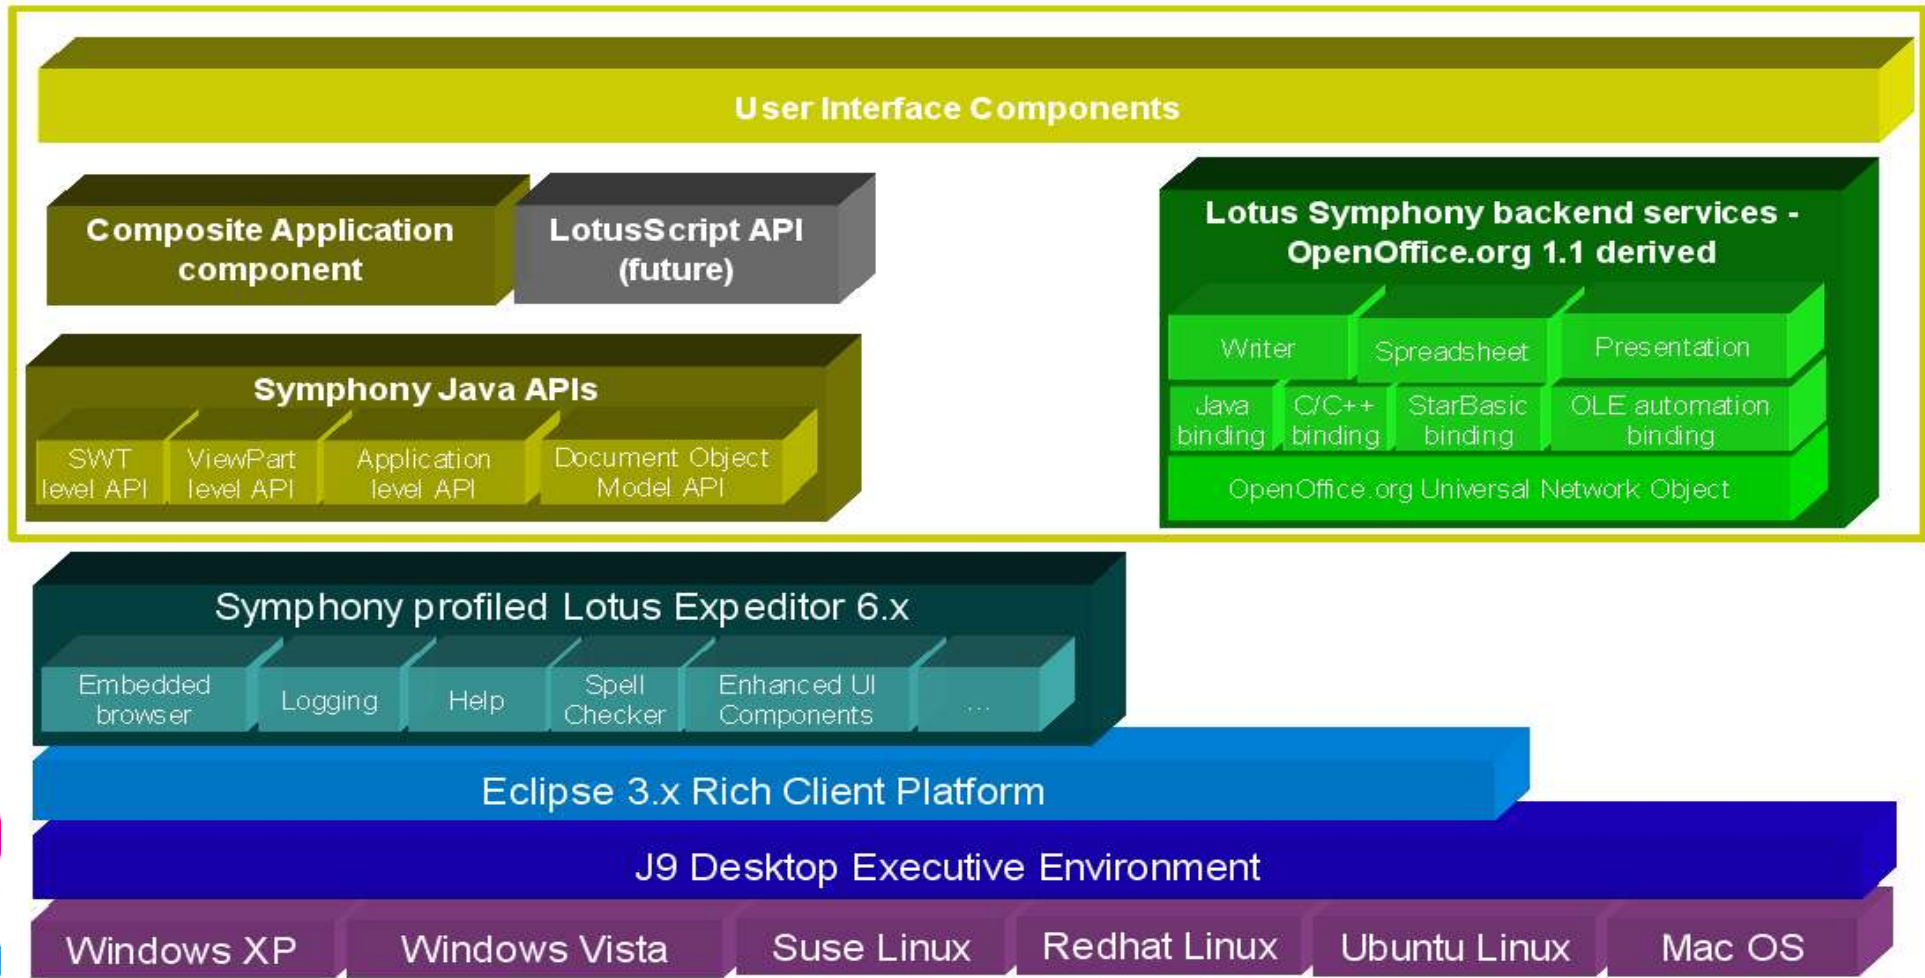 User Interface Components
Composite Application
component
LotusScript API
(future)
Lotus Symphony backend services -
OpenOffice.org 1.1 derived
Writer
Spreadsheet
Presentation
Java
binding
C/C++
binding
StarBasic
binding
OLE automation
binding
OpenOffice.org Universal Network Object
Symphony Java APIs
SWT
level API
ViewPart
level API
Application
level API
Document Object
Model API
Symphony profiled Lotus Expeditor 6.x
Embedded
browser
Logging
Help
Spell
Checker
Enhanced UI
Components
...
Eclipse 3.x Rich Client Platform
J9 Desktop Executive Environment
Windows XP
Windows Vista
Suse Linux
Redhat Linux
Ubuntu Linux
Mac OS